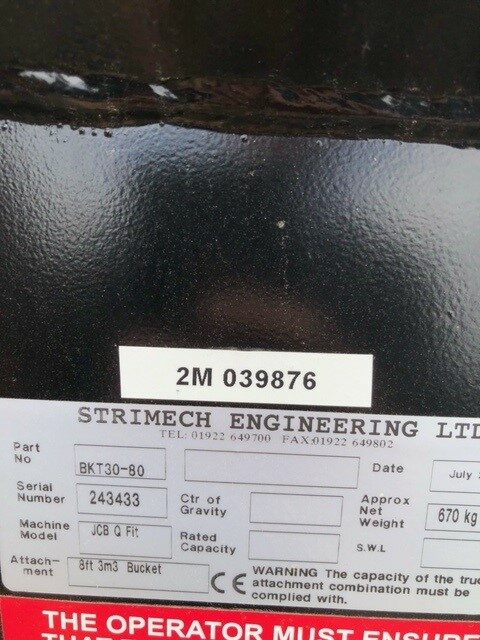 2M 039876
STRIMECH ENGINEERING LTD
TEL: 01922 649700 FAX:01922 649802
Part No BKT30-80 Date July
Serial Number 243433 Ctr of Gravity Approx Net Weight 670 kg
Machine Model JCB Q Fit Rated Capacity S.W.L
Attach-ment 8ft 3m3 Bucket CE WARNING The capacity of the
attachment combination must be
complied with.
THE OPERATOR MUST ENSURE